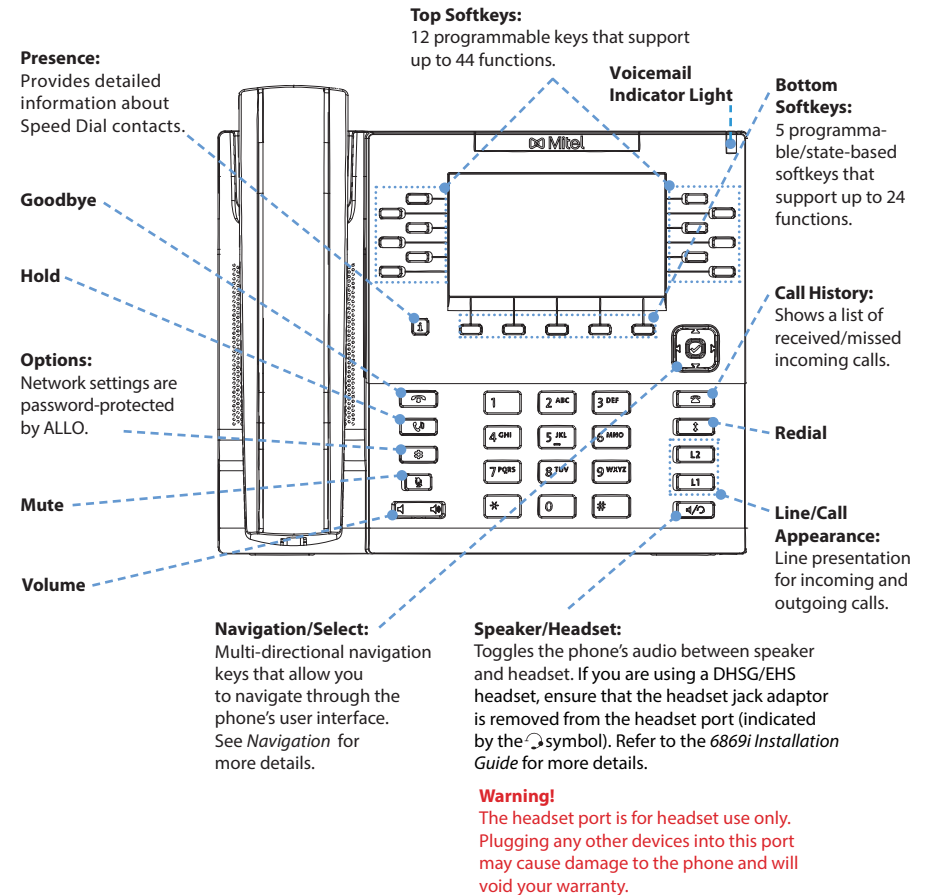 Top Softkeys:
12 programmable keys that support
up to 44 functions.
Presence:
Provides detailed
information about
Speed Dial contacts.
Voicemail
Indicator Light
Bottom
Softkeys:
5 programma-
ble/state-based
softkeys that
support up to 24
functions.
Mitel
Goodbye
Hold
Call History:
Shows a list of
received/missed
incoming calls.
i
Options:
Network settings are
password-protected
by ALLO.
1
2 ABC
3 DEF
4 GHI
5 JKL
6 MNO
7 PQRS
8 TUV
9 WXYZ
*
0
#
Redial
L2
L1
Mute
Volume
Line/Call
Appearance:
Line presentation
for incoming and
outgoing calls.
Navigation/Select:
Multi-directional navigation
keys that allow you
to navigate through the
phone's user interface.
See Navigation for
more details.
Speaker/Headset:
Toggles the phone's audio between speaker
and headset. If you are using a DHSG/EHS
headset, ensure that the headset jack adaptor
is removed from the headset port (indicated
by the symbol). Refer to the 6869i Installation
Guide for more details.
Warning!
The headset port is for headset use only.
Plugging any other devices into this port
may cause damage to the phone and will
void your warranty.